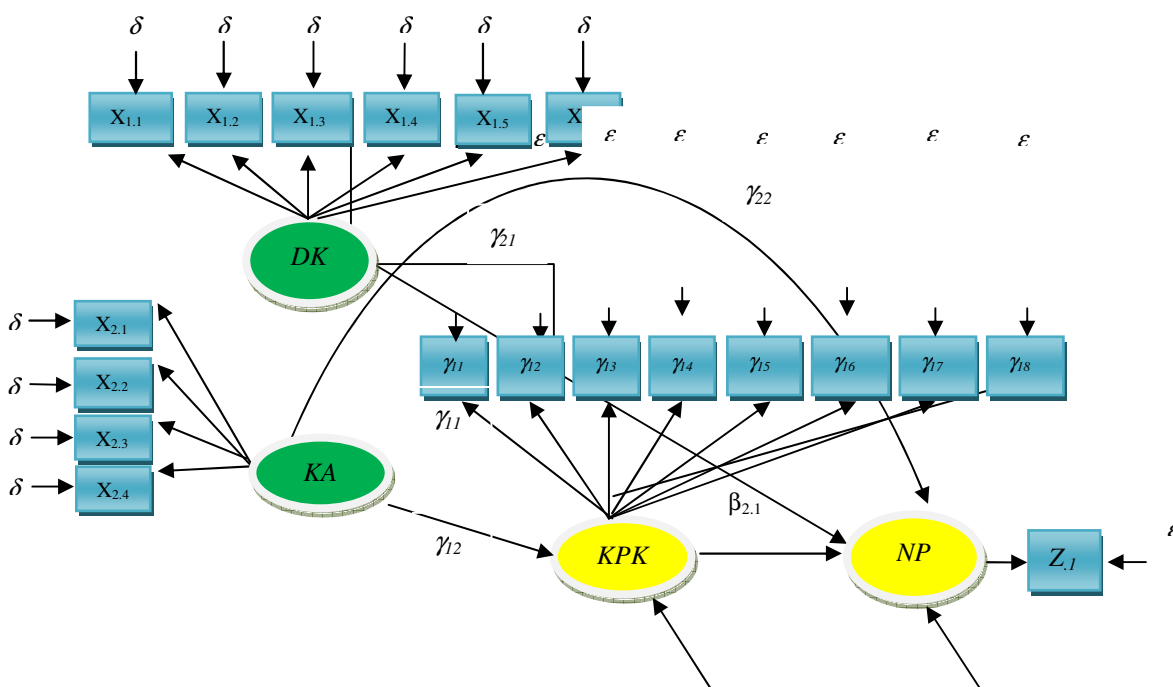 δ δ δ δ δ δ
X1.1 X1.2 X1.3 X1.4 X1.5 X
ε ε ε ε ε ε ε
γ22
DK
γ21
δ X2.1
γ11 γ12 γ13 γ14 γ15 γ16 γ17 γ18
δ X2.2
γ11
δ X2.3
KA
δ X2.4
β2.1
γ12
KPK
NP
Z.1
ε